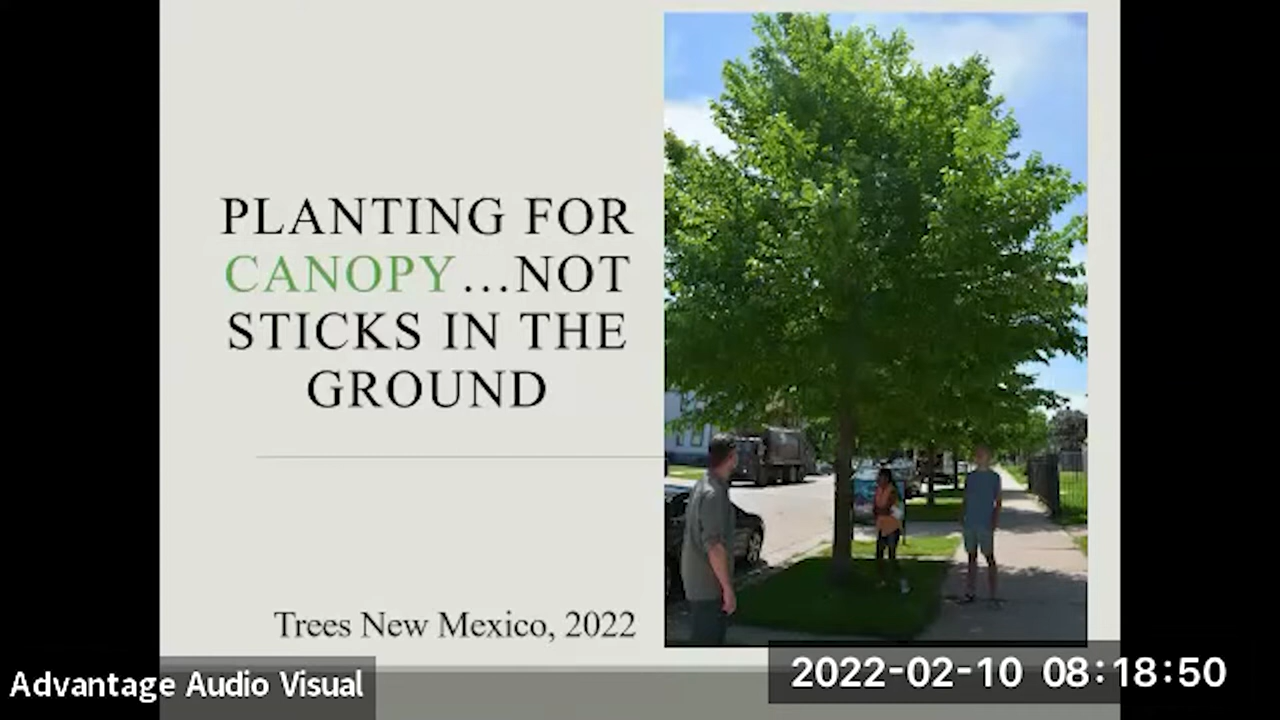 PLANTING FOR
CANOPY...NOT
STICKS IN THE
GROUND
Trees New Mexico, 2022
Advantage Audio Visual
2022-02-10 08:18:50